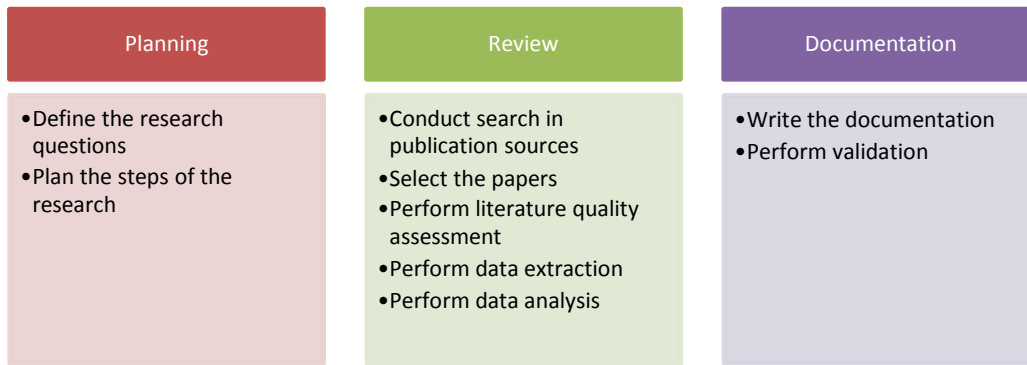 Planning
•Define the research
questions
•Plan the steps of the
research
Review
•Conduct search in
publication sources
•Select the papers
•Perform literature quality
assessment
•Perform data extraction
•Perform data analysis
Documentation
•Write the documentation
•Perform validation